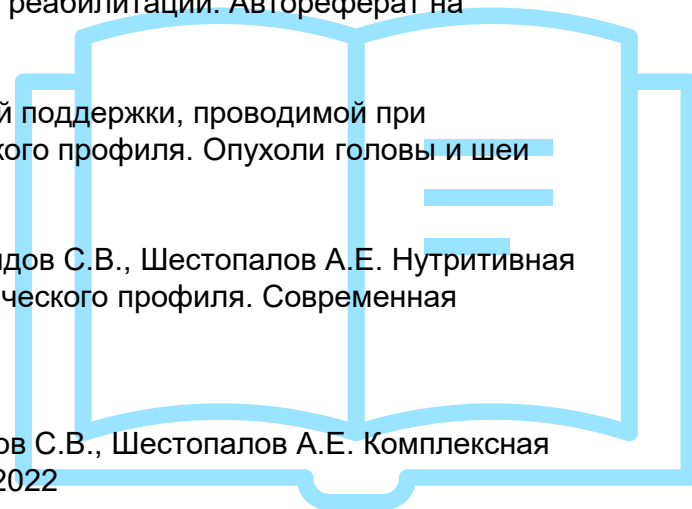 реабилитации. Автореферат на
й поддержки, проводимой при
кого профиля. Опухоли головы и шеи
дов С.В., Шестопалов А.Е. Нутритивная
ческого профиля. Современная
ов С.В., Шестопалов А.Е. Комплексная
2022